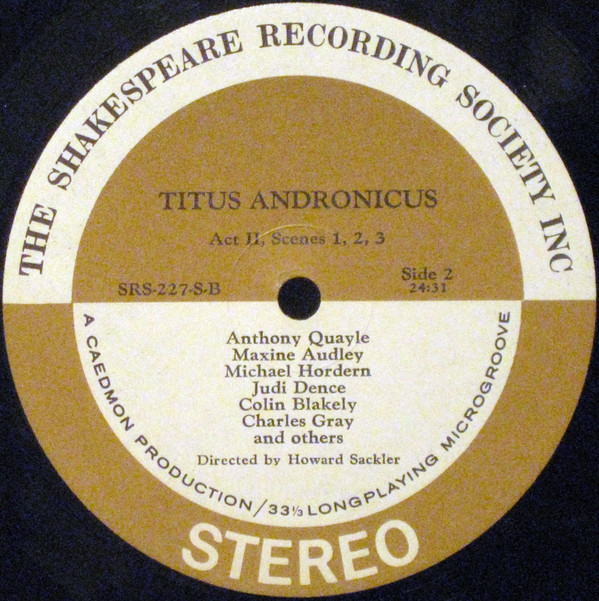 THE SHAKESPEARE RECORDING SOCIETY INC
TITUS ANDRONICUS
Act II, Scenes 1, 2, 3
SRS-227-S-B
Side 2
24:31
Anthony Quayle
Maxine Audley
Michael Hordern
Judi Dence
Colin Blakely
Charles Gray
and others
Directed by Howard Sackler
A CAEDMON PRODUCTION/33⅓ LONGPLAYING MICROGROOVE
STEREO